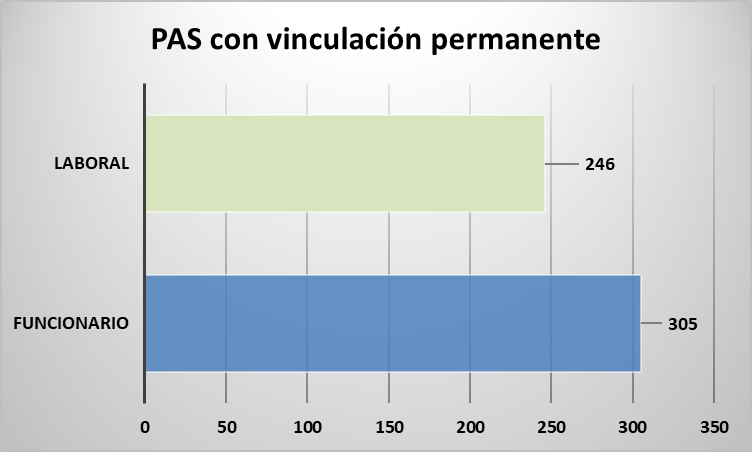 PAS con vinculación permanente
LABORAL
246
FUNCIONARIO
305
0 50 100 150 200 250 300 350